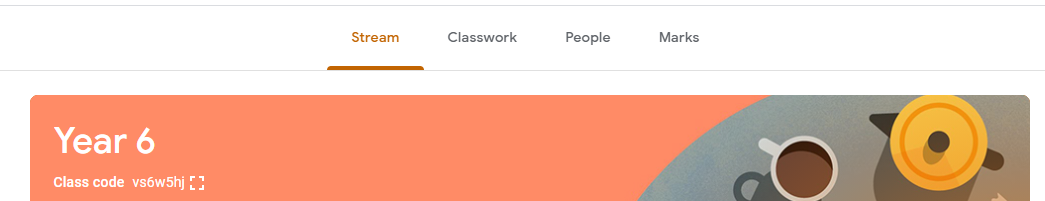 Stream Classwork People Marks
Year 6
Class code vs6w5hj